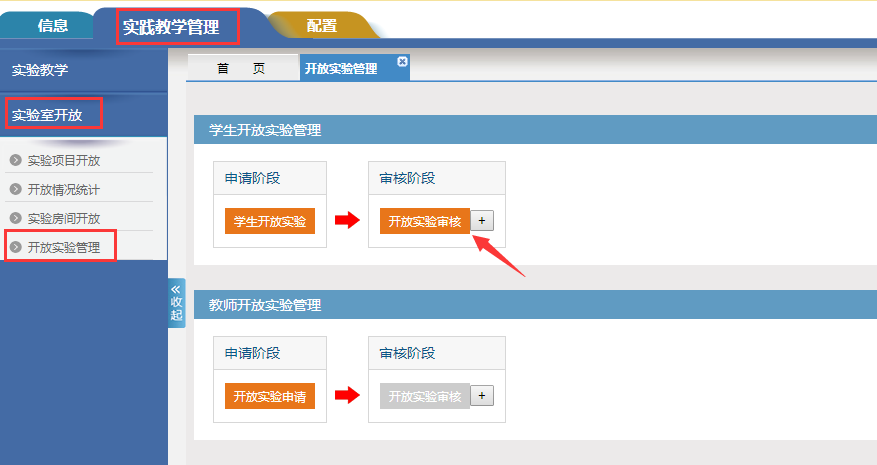 信息
实践教学管理
配置
实验教学
实验室开放
实验项目开放
开放情况统计
实验房间开放
开放实验管理
«
收
起
首 页
开放实验管理
学生开放实验管理
申请阶段
学生开放实验
审核阶段
开放实验审核
+
教师开放实验管理
申请阶段
开放实验申请
审核阶段
开放实验审核
+